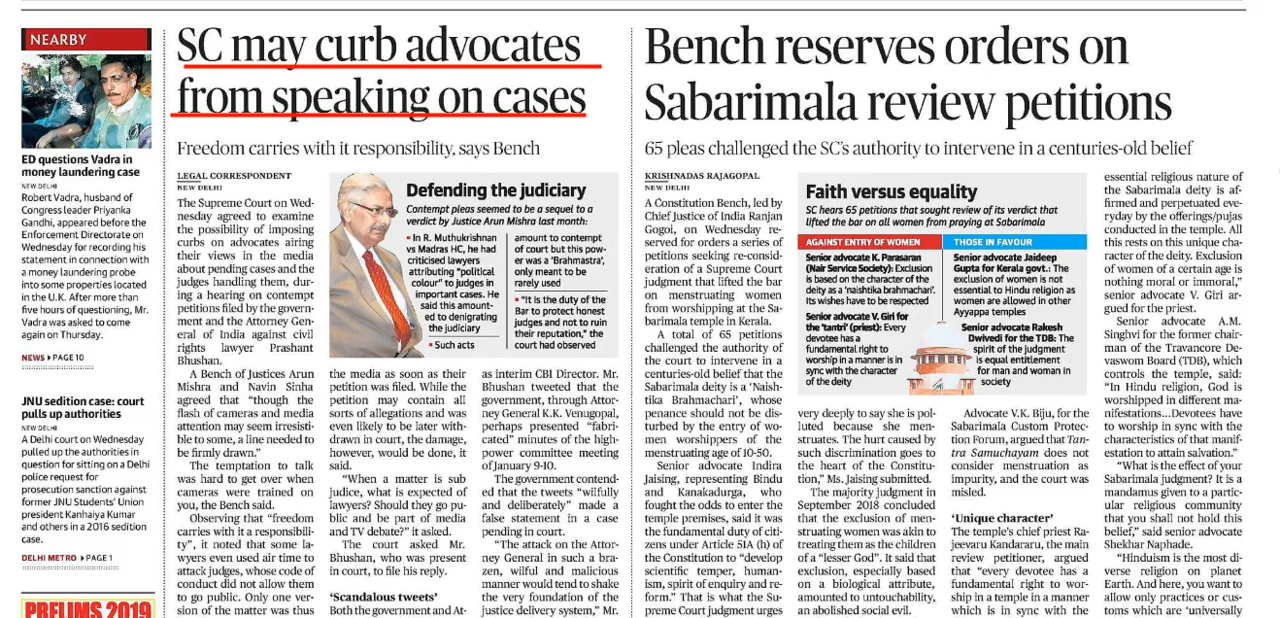 NEARBY
ED questions Vadra in
money laundering case
NEW DELHI
Robert Vadra, husband of
Congress leader Priyanka
Gandhi, appeared before the
Enforcement Directorate on
Wednesday for recording his
statement in connection with
a money laundering probe
into some properties located
in the U.K. After more than
five hours of questioning, Mr.
Vadra was asked to come
again on Thursday.
NEWS ▸ PAGE 10
JNU sedition case: court
pulls up authorities
NEW DELHI
A Delhi court on Wednesday
pulled up the authorities in
question for sitting on a Delhi
police request for
prosecution sanction against
former JNU Students' Union
president Kanhaiya Kumar
and others in a 2016 sedition
case.
DELHI METRO ▸ PAGE 1
PRELIMS 2019
SC may curb advocates
from speaking on cases
Freedom carries with it responsibility, says Bench
LEGAL CORRESPONDENT
NEW DELHI
The Supreme Court on Wed-
nesday agreed to examine
the possibility of imposing
curbs on advocates airing
their views in the media
about pending cases and the
judges handling them, dur-
ing a hearing on contempt
petitions filed by the govern-
ment and the Attorney Gen-
eral of India against civil
rights lawyer Prashant
Bhushan.
A Bench of Justices Arun
Mishra and Navin Sinha
agreed that "though the
flash of cameras and media
attention may seem irresisti-
ble to some, a line needed to
be firmly drawn."
The temptation to talk
was hard to get over when
cameras were trained on
you, the Bench said.
Observing that "freedom
carries with it a responsibili-
ty", it noted that some la-
wyers even used air time to
attack judges, whose code of
conduct did not allow them
to go public. Only one ver-
sion of the matter was thus
Defending the judiciary
Contempt pleas seemed to be a sequel to a
verdict by Justice Arun Mishra last month:
▪ In R. Muthukrishnan
vs Madras HC, he had
criticised lawyers
attributing "political
colour" to judges in
important cases. He
said this amount-
ed to denigrating
the judiciary
▪ Such acts
amount to contempt
of court but this pow-
er was a 'Brahmastra',
only meant to be
rarely used
▪ "It is the duty of the
Bar to protect honest
judges and not to ruin
their reputation," the
court had observed
the media as soon as their
petition was filed. While the
petition may contain all
sorts of allegations and was
even likely to be later with-
drawn in court, the damage,
however, would be done, it
said.
"When a matter is sub
judice, what is expected of
lawyers? Should they go pu-
blic and be part of media
and TV debate?" it asked.
The court asked Mr.
Bhushan, who was present
in court, to file his reply.
'Scandalous tweets'
Both the government and At-
as interim CBI Director. Mr.
Bhushan tweeted that the
government, through Attor-
ney General K.K. Venugopal,
perhaps presented "fabri-
cated" minutes of the high-
power committee meeting
of January 9-10.
The government contend-
ed that the tweets "wilfully
and deliberately" made a
false statement in a case
pending in court.
"The attack on the Attor-
ney General in such a bra-
zen, wilful and malicious
manner would tend to shake
the very foundation of the
justice delivery system," Mr.
Bench reserves orders on
Sabarimala review petitions
65 pleas challenged the SC's authority to intervene in a centuries-old belief
KRISHNADAS RAJAGOPAL
NEW DELHI
A Constitution Bench, led by
Chief Justice of India Ranjan
Gogoi, on Wednesday re-
served for orders a series of
petitions seeking re-consid-
eration of a Supreme Court
judgment that lifted the bar
on menstruating women
from worshipping at the Sa-
barimala temple in Kerala.
A total of 65 petitions
challenged the authority of
the court to intervene in a
centuries-old belief that the
Sabarimala deity is a 'Naish-
tika Brahmachari', whose
penance should not be dis-
turbed by the entry of wo-
men worshippers of the
menstruating age of 10-50.
Senior advocate Indira
Jaising, representing Bindu
and Kanakadurga, who
fought the odds to enter the
temple premises, said it was
the fundamental duty of citi-
zens under Article 51A (h) of
the Constitution to "develop
scientific temper, human-
ism, spirit of enquiry and re-
form." That is what the Su-
preme Court judgment urges
Faith versus equality
SC hears 65 petitions that sought review of its verdict that
lifted the bar on all women from praying at Sabarimala
AGAINST ENTRY OF WOMEN
Senior advocate K. Parasaran
(Nair Service Society): Exclusion
is based on the character of the
deity as 'naishtika brahmachari'.
Its wishes have to be respected
Senior advocate V. Giri for
the 'tantri' (priest): Every
devotee has a
fundamental right to
worship in a manner is in
sync with the character
of the deity
THOSE IN FAVOUR
Senior advocate Jaideep
Gupta for Kerala govt.: The
exclusion of women is not
essential to Hindu religion as
women are allowed in other
Ayyappa temples
Senior advocate Rakesh
Dwivedi for the TDB: The
spirit of the judgment
is equal entitlement
for man and woman in
society
very deeply to say she is pol-
luted because she men-
struates. The hurt caused by
such discrimination goes to
the heart of the Constitu-
tion," Ms. Jaising submitted.
The majority judgment in
September 2018 concluded
that the exclusion of men-
struating women was akin to
treating them as the children
of a "lesser God". It said that
exclusion, especially based
on a biological attribute,
amounted to untouchability,
an abolished social evil.
Advocate V.K. Biju, for the
Sabarimala Custom Protec-
tion Forum, argued that Tan-
tra Samuchayam does not
consider menstruation as
impurity, and the court was
misled.
'Unique character'
The temple's chief priest Ra-
jeevaru Kandararu, the main
review petitioner, argued
that "every devotee has a
fundamental right to wor-
ship in a temple in a manner
which is in sync with the
essential religious nature of
the Sabarimala deity is af-
firmed and perpetuated eve-
ryday by the offerings/pujas
conducted in the temple. All
this rests on this unique cha-
racter of the deity. Exclusion
of women of a certain age is
nothing moral or immoral,"
senior advocate V. Giri ar-
gued for the priest.
Senior advocate A.M.
Singhvi for the former chair-
man of the Travancore De-
vaswom Board (TDB), which
controls the temple, said:
"In Hindu religion, God is
worshipped in different ma-
nifestations...Devotees have
to worship in sync with the
characteristics of that manif-
estation to attain salvation."
"What is the effect of your
Sabarimala judgment? It is a
mandamus given to a partic-
ular religious community
that you shall not hold this
belief," said senior advocate
Shekhar Naphade.
"Hinduism is the most di-
verse religion on planet
Earth. And here, you want to
allow only practices or cus-
toms which are 'universally